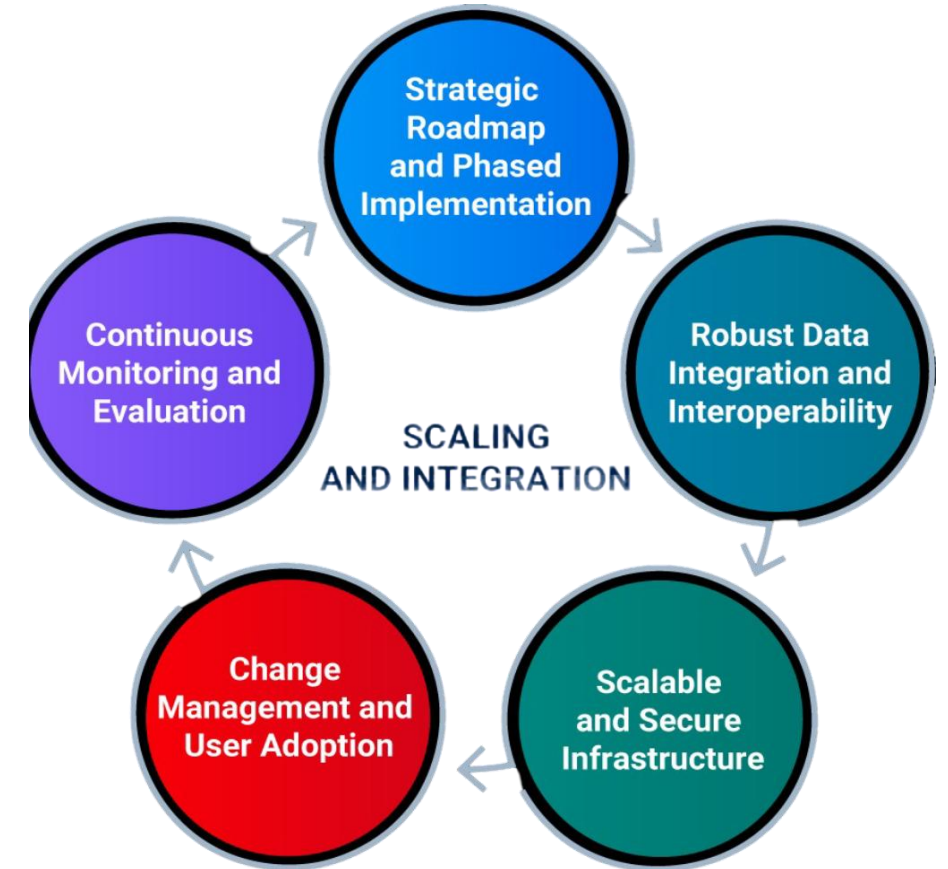 Strategic
Roadmap
and Phased
Implementation
Robust Data
Integration and
Interoperability
Scalable
and Secure
Infrastructure
Change
Management and
User Adoption
Continuous
Monitoring and
Evaluation
SCALING
AND INTEGRATION